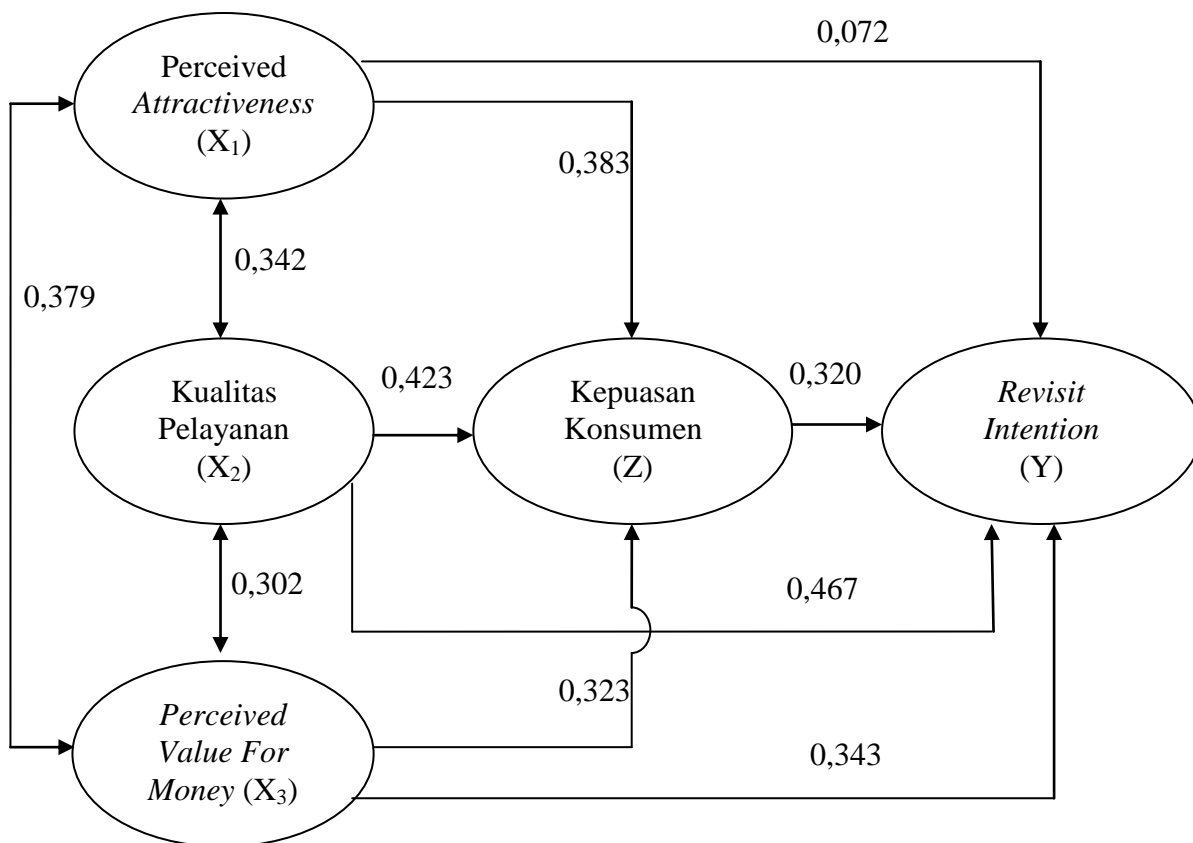 0,072
Perceived
Attractiveness
(X₁)
0,383
0,342
0,379
Kualitas
Pelayanan
(X₂)
0,423
Kepuasan
Konsumen
(Z)
0,320
Revisit
Intention
(Y)
0,302
0,467
0,323
Perceived
Value For
Money (X₃)
0,343